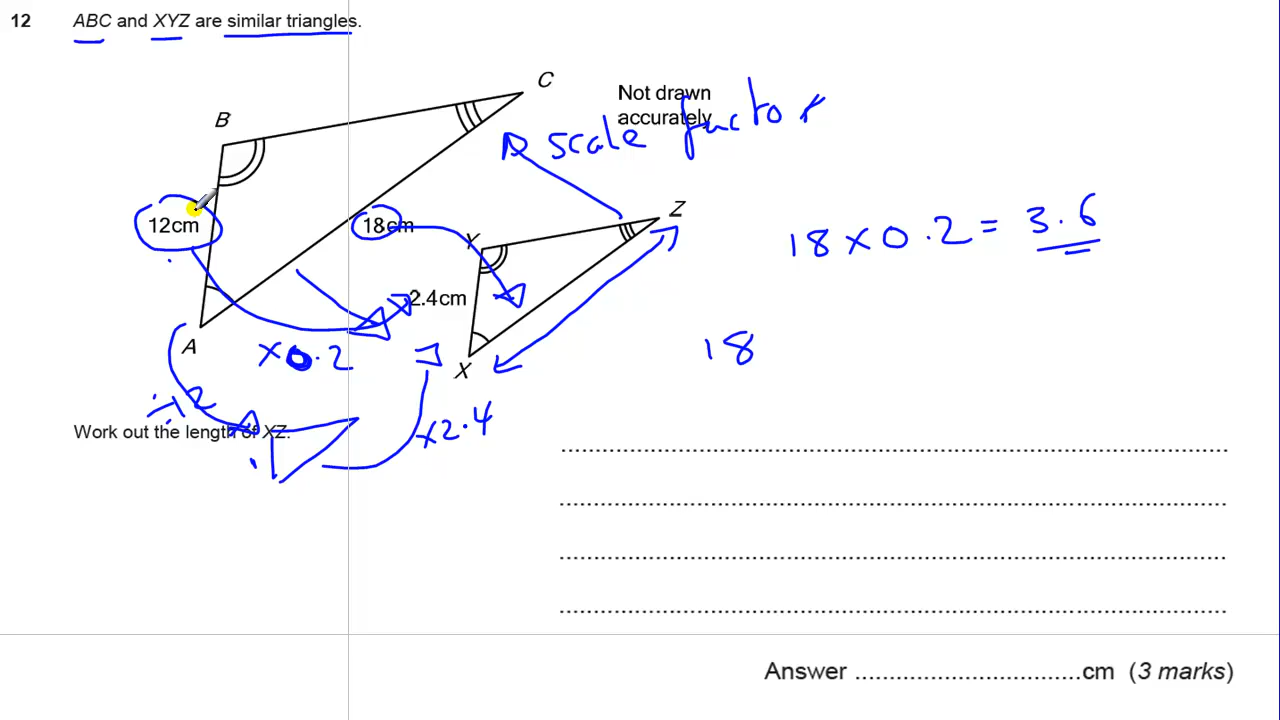 12 ABC and XYZ are similar triangles.
C
Not drawn
accurately
B
scale factor
Z
12cm
18cm
Y
18 × 0.2 = 3.6
2.4cm
A
×0.2
X
18
÷12
×2.4
Work out the length of XZ.
1
Answer ................................cm (3 marks)